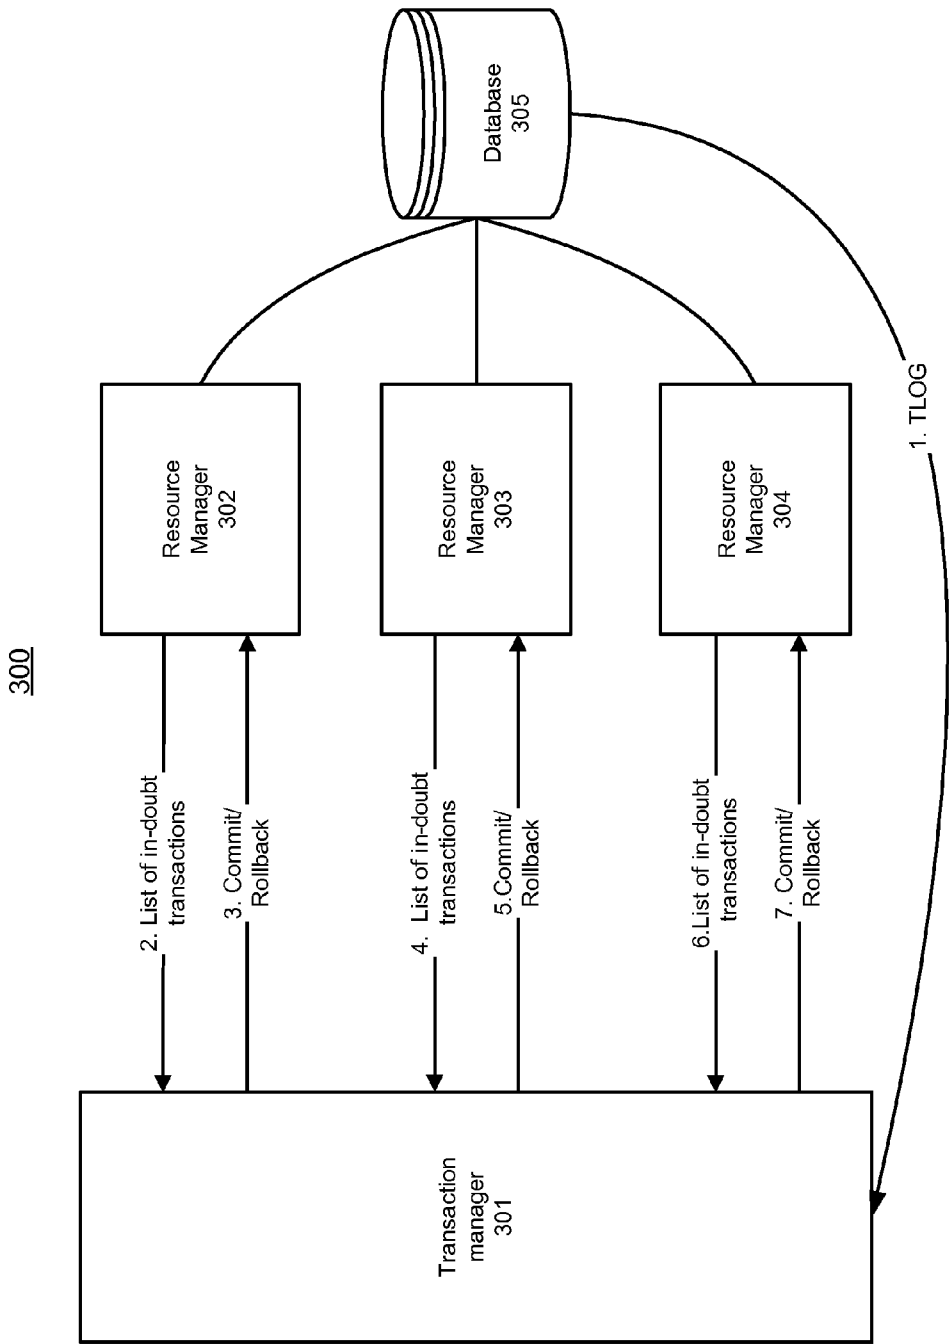 300
Transaction
manager
301
2. List of in-doubt
transactions
3. Commit/
Rollback
4. List of in-doubt
transactions
5.Commit/
Rollback
6.List of in-doubt
transactions
7. Commit/
Rollback
Resource
Manager
302
Resource
Manager
303
Resource
Manager
304
Database
305
1. TLOG